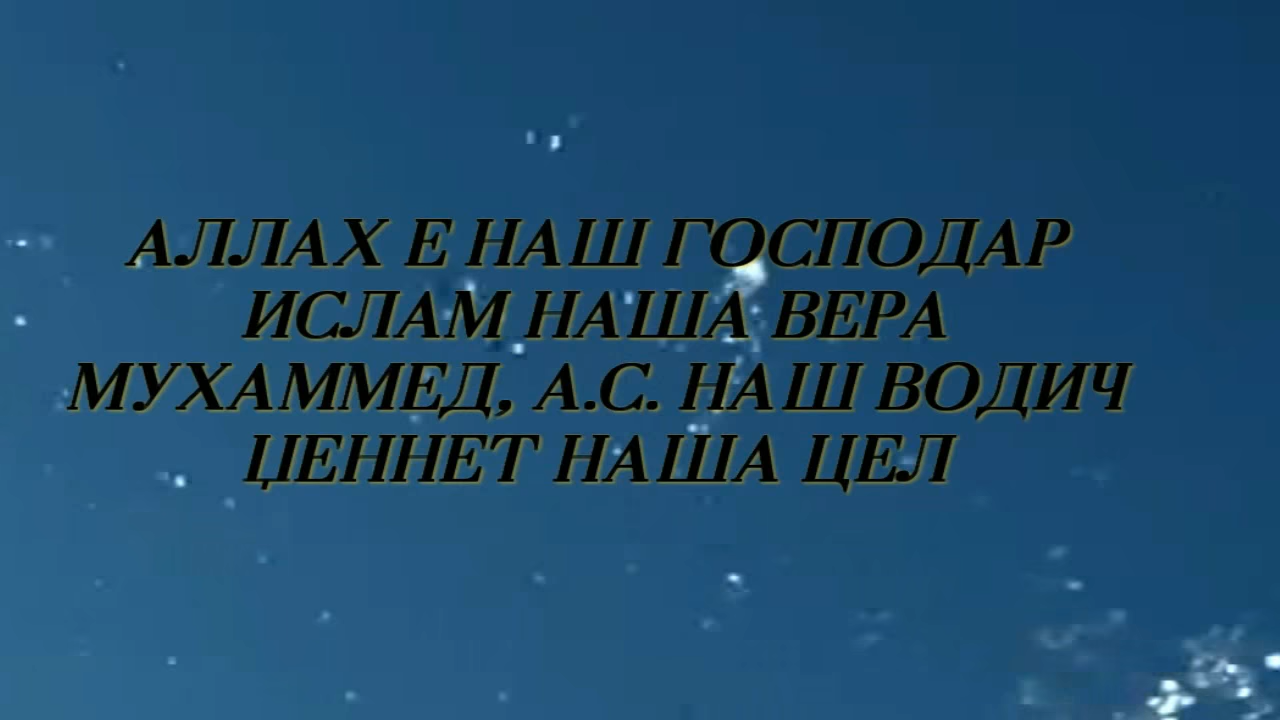 АЛЛАХ Е НАШ ГОСПОДАР
ИСЛАМ НАША ВЕРА
МУХАММЕД, А.С. НАШ ВОДИЧ
ЏЕННЕТ НАША ЦЕЛ